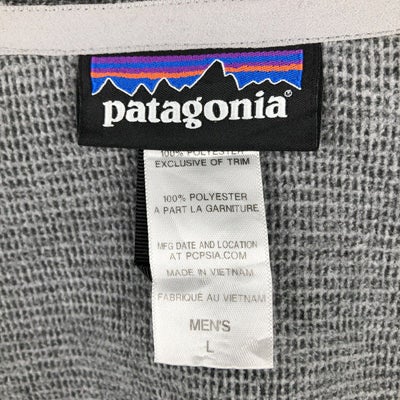 patagonia®
100% POLYESTER
EXCLUSIVE OF TRIM
100% POLYESTER
A PART LA GARNITURE
MFG DATE AND LOCATION
AT PCPSIA.COM
MADE IN VIETNAM
FABRIQUÉ AU VIETNAM
MEN'S
L